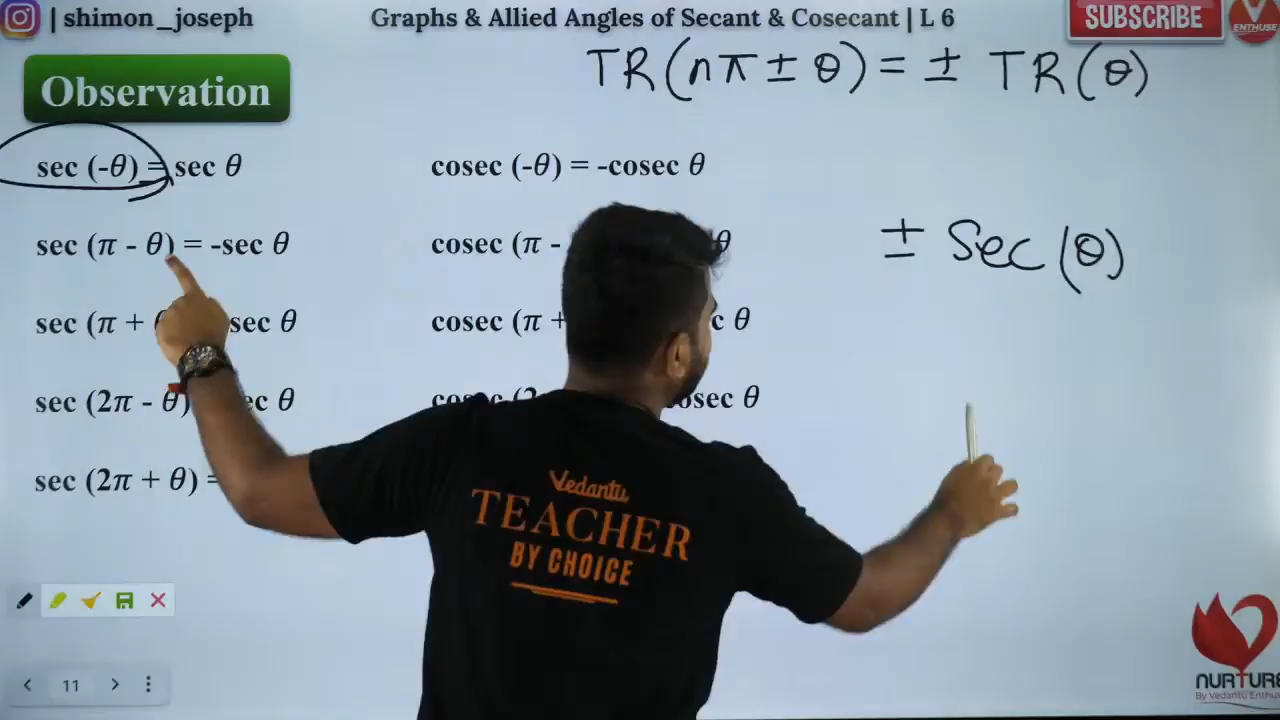 | shimon_joseph
Graphs & Allied Angles of Secant & Cosecant | L 6
SUBSCRIBE
ENTHUSE
TR(nπ ± θ) = ± TR(θ)
Observation
sec (-θ) = sec θ
cosec (-θ) = -cosec θ
sec (π - θ) = -sec θ
cosec (π - θ
± Sec(θ)
sec (π + sec θ
cosec (π + c θ
sec (2π - θ) ec θ
osec θ
sec (2π + θ) =
Vedantu
TEACHER
BY CHOICE
11
NURTURE
By Vedantu Enthu